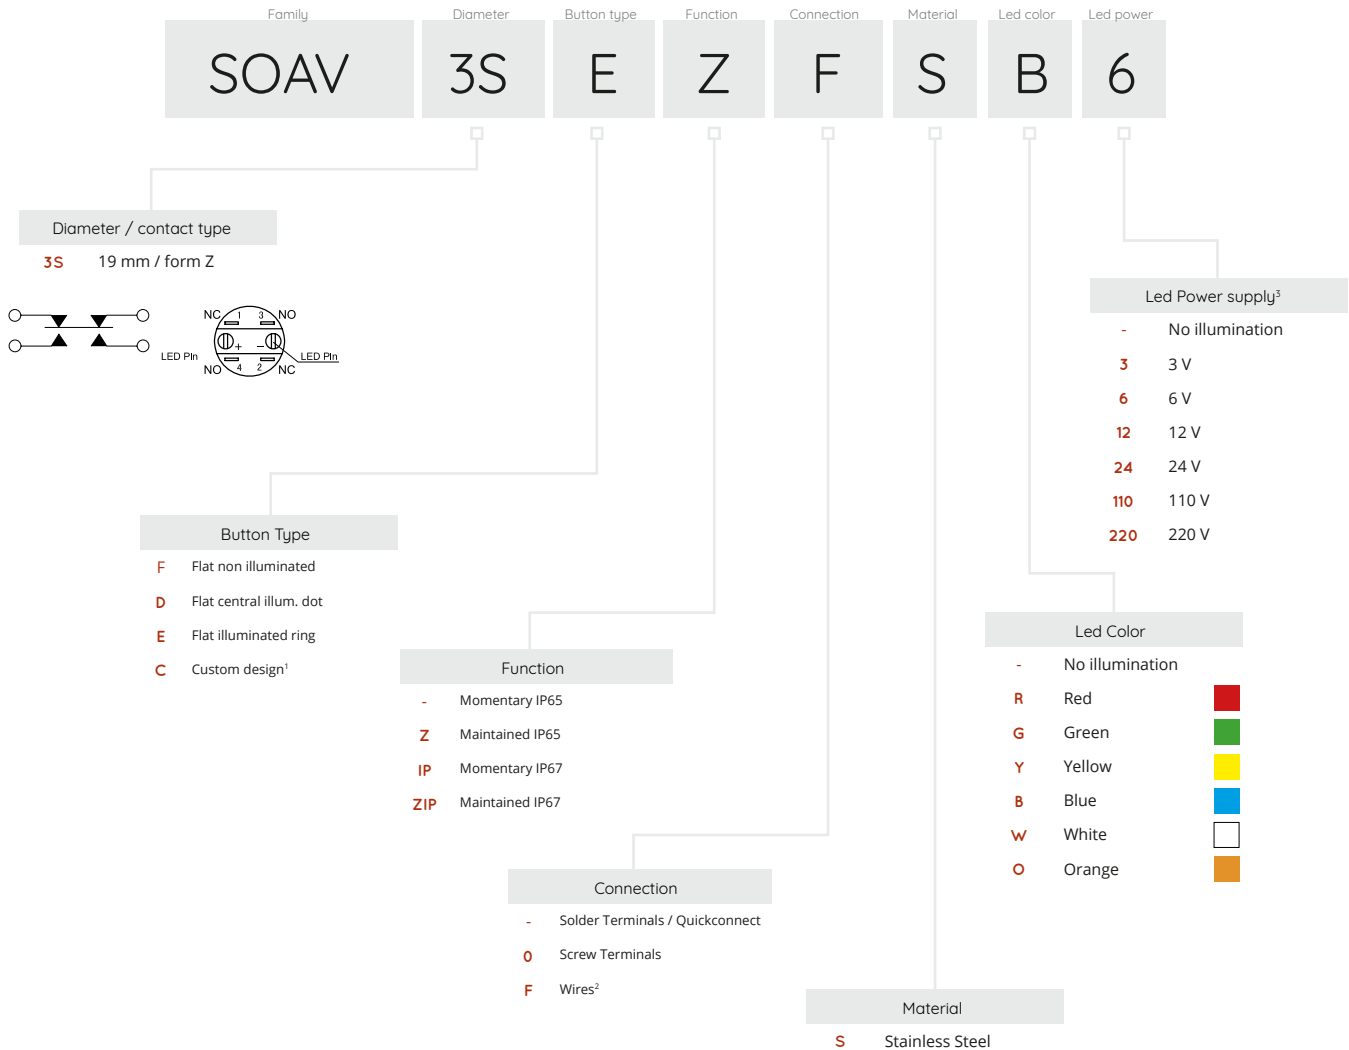 Family Diameter Button type Function Connection Material Led color Led power
SOAV 3S E Z F S B 6
Diameter / contact type
3S 19 mm / form Z
NC 1 3 NO
+ -
LED PIn LED PIn
NO 4 2 NC
Led Power supply³
- No illumination
3 3 V
6 6 V
12 12 V
24 24 V
110 110 V
220 220 V
Button Type
F Flat non illuminated
D Flat central illum. dot
E Flat illuminated ring
C Custom design¹
Function
- Momentary IP65
Z Maintained IP65
IP Momentary IP67
ZIP Maintained IP67
Led Color
- No illumination
R Red
G Green
Y Yellow
B Blue
W White
O Orange
Connection
- Solder Terminals / Quickconnect
0 Screw Terminals
F Wires²
Material
S Stainless Steel